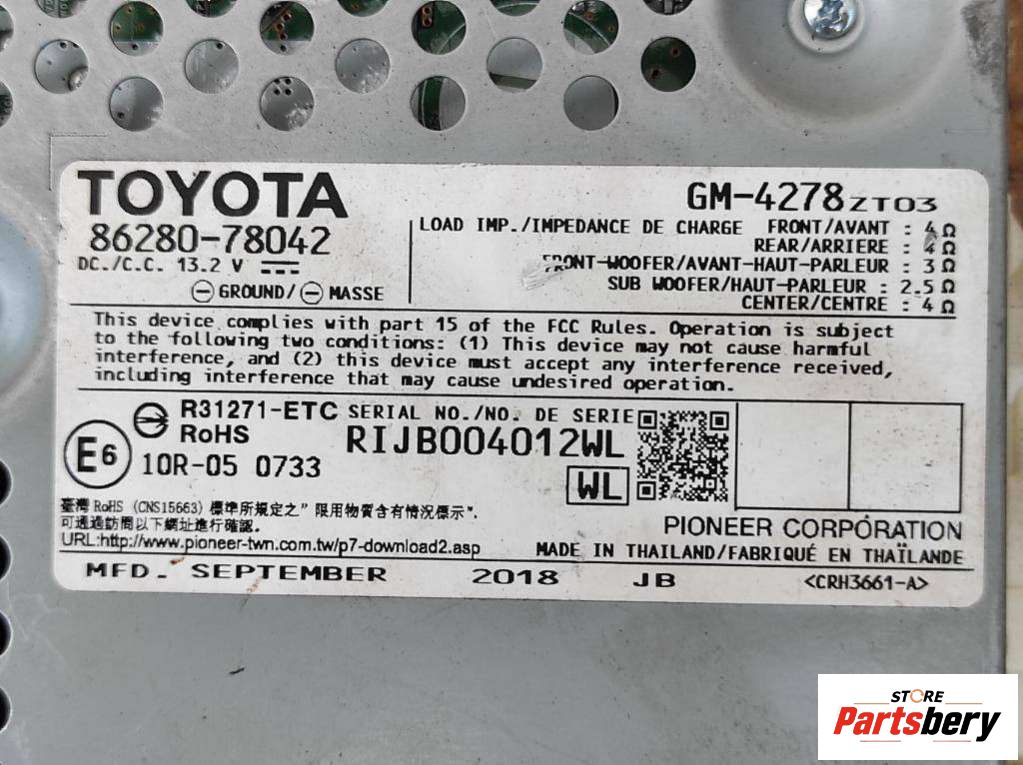 TOYOTA
86280-78042
DC./C.C. 13.2 V
GROUND/ MASSE
GM-4278ZT03
LOAD IMP./IMPEDANCE DE CHARGE FRONT/AVANT : 4Ω
REAR/ARRIERE : 4Ω
FRONT-WOOFER/AVANT-HAUT-PARLEUR : 3Ω
SUB WOOFER/HAUT-PARLEUR : 2.5Ω
CENTER/CENTRE : 4Ω
This device complies with part 15 of the FCC Rules. Operation is subject
to the following two conditions: (1) This device may not cause harmful
interference, and (2) this device must accept any interference received,
including interference that may cause undesired operation.
R31271-ETC
RoHS
SERIAL NO./NO. DE SERIE
RIJB004012WL
E6
10R-05 0733
WL
臺灣 RoHS (CNS15663) 標準所規定之"限用物質含有情況標示".
可通過訪問以下網址進行確認.
URL:http://www.pioneer-twn.com.tw/p7-download2.asp
PIONEER CORPORATION
MADE IN THAILAND/FABRIQUÉ EN THAÏLANDE
MFD. SEPTEMBER 2018 JB <CRH3661-A>
STORE
Partsbery